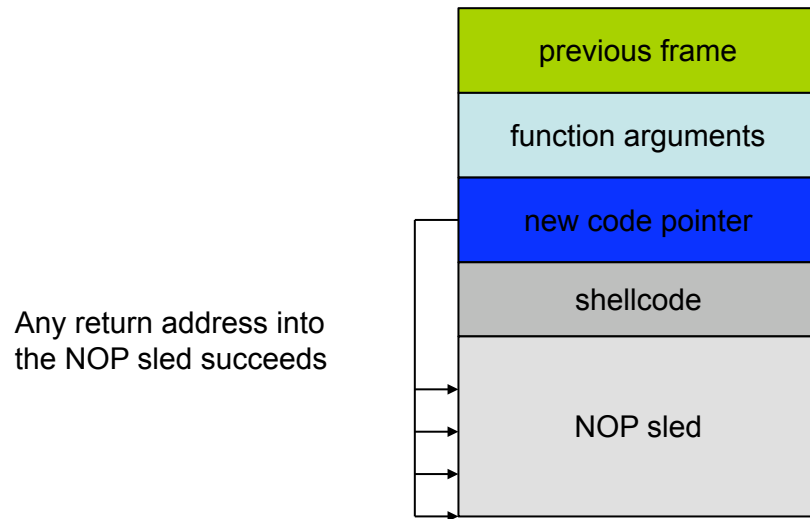 previous frame
function arguments
new code pointer
shellcode
Any return address into
the NOP sled succeeds
NOP sled